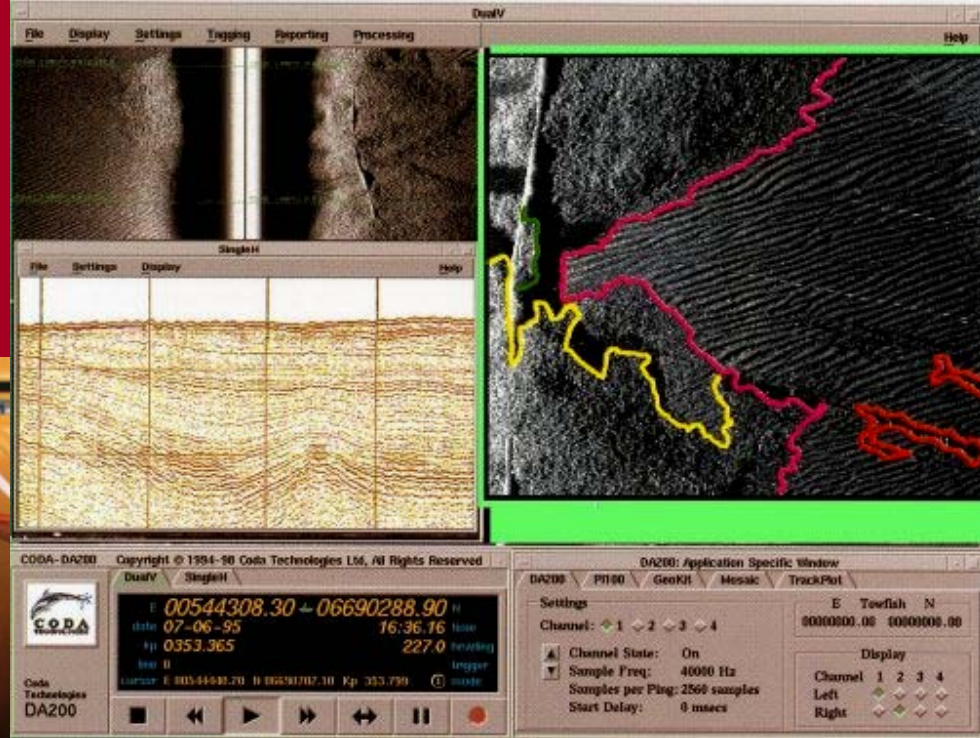 DualV
File Display Settings Tagging Reporting Processing Help
SingleH
File Settings Display Help
CODA-DA200 Copyright © 1994-98 Coda Technologies Ltd, All Rights Reserved
DualV SingleH
CODA
E 00544308.30 06690288.90 N
date 07-06-95 16:36.16 time
kp 0353.365 227.0 heading
line 0 trigger
cursor E Kp 353.799 mode
Coda
Technologies
DA200
DA200: Application Specific Window
DA200 PI100 GeoKit Mosaic TrackPlot
Settings
Channel: 1 2 3 4
Channel State: On
Sample Freq: 40000 Hz
Samples per Ping: 2560 samples
Start Delay: 0 msecs
E Towfish N
00000000.00 00000000.00
Display
Channel 1 2 3 4
Left
Right